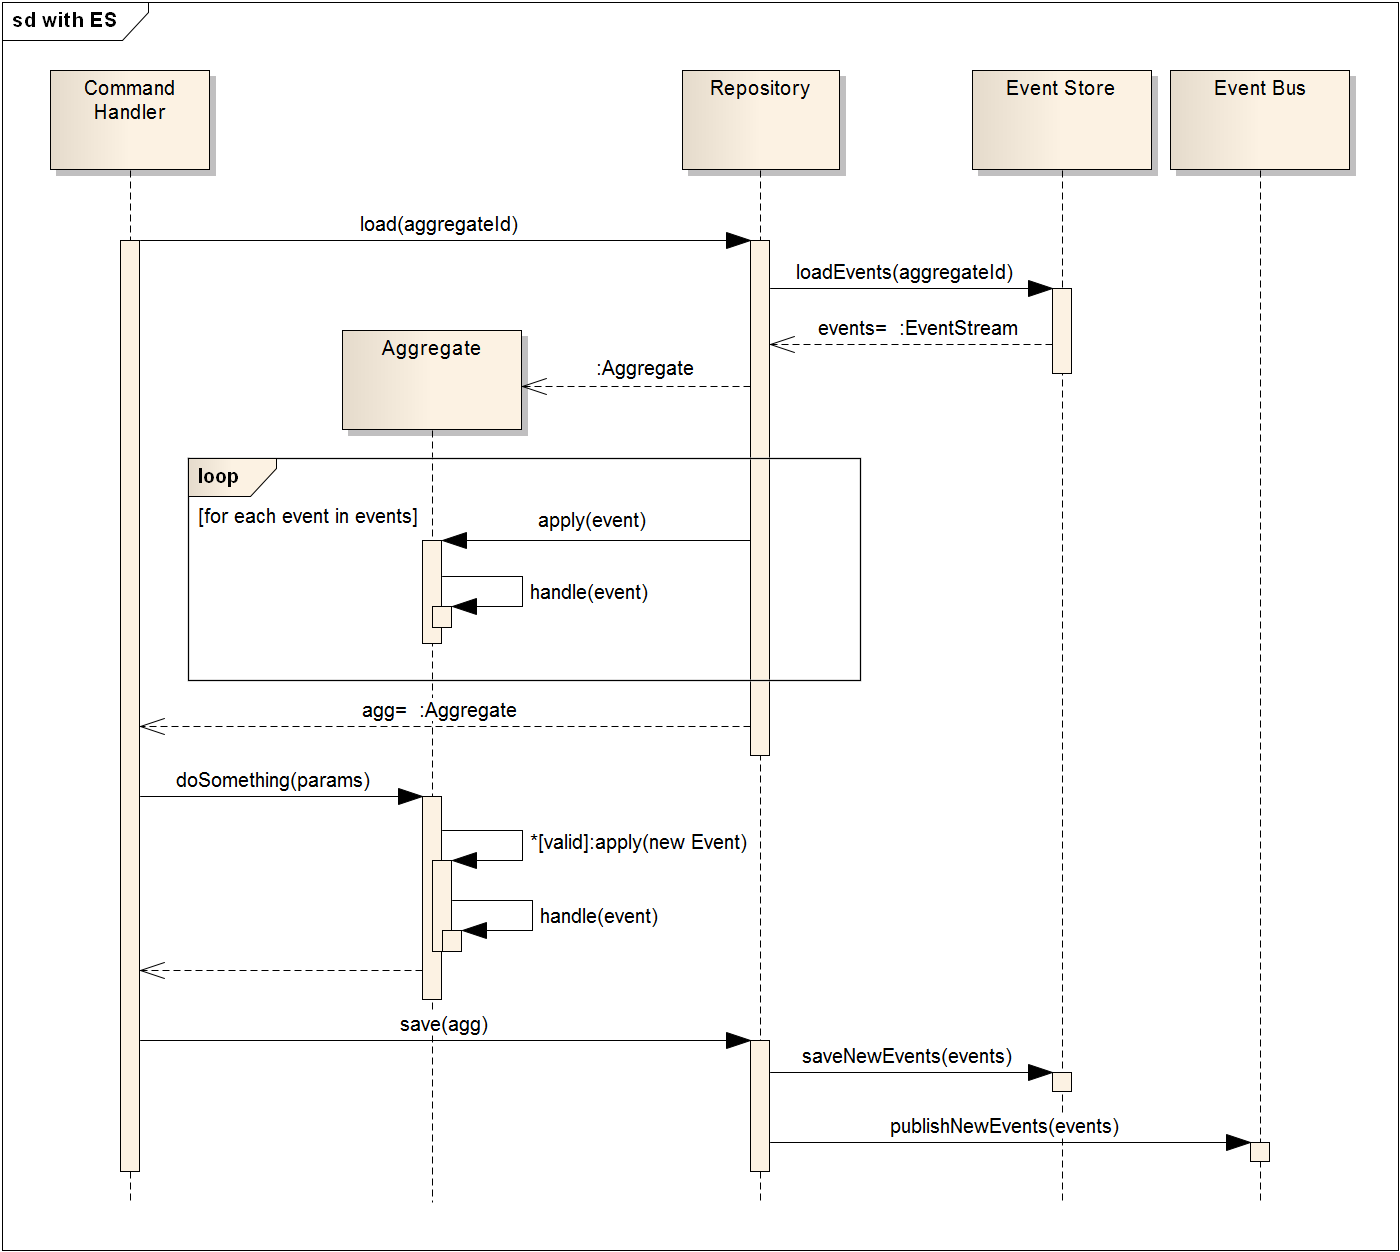 sd with ES
Command
Handler
Repository
Event Store
Event Bus
load(aggregateId)
loadEvents(aggregateId)
events= :EventStream
Aggregate
:Aggregate
loop
[for each event in events]
apply(event)
handle(event)
agg= :Aggregate
doSomething(params)
*[valid]:apply(new Event)
handle(event)
save(agg)
saveNewEvents(events)
publishNewEvents(events)